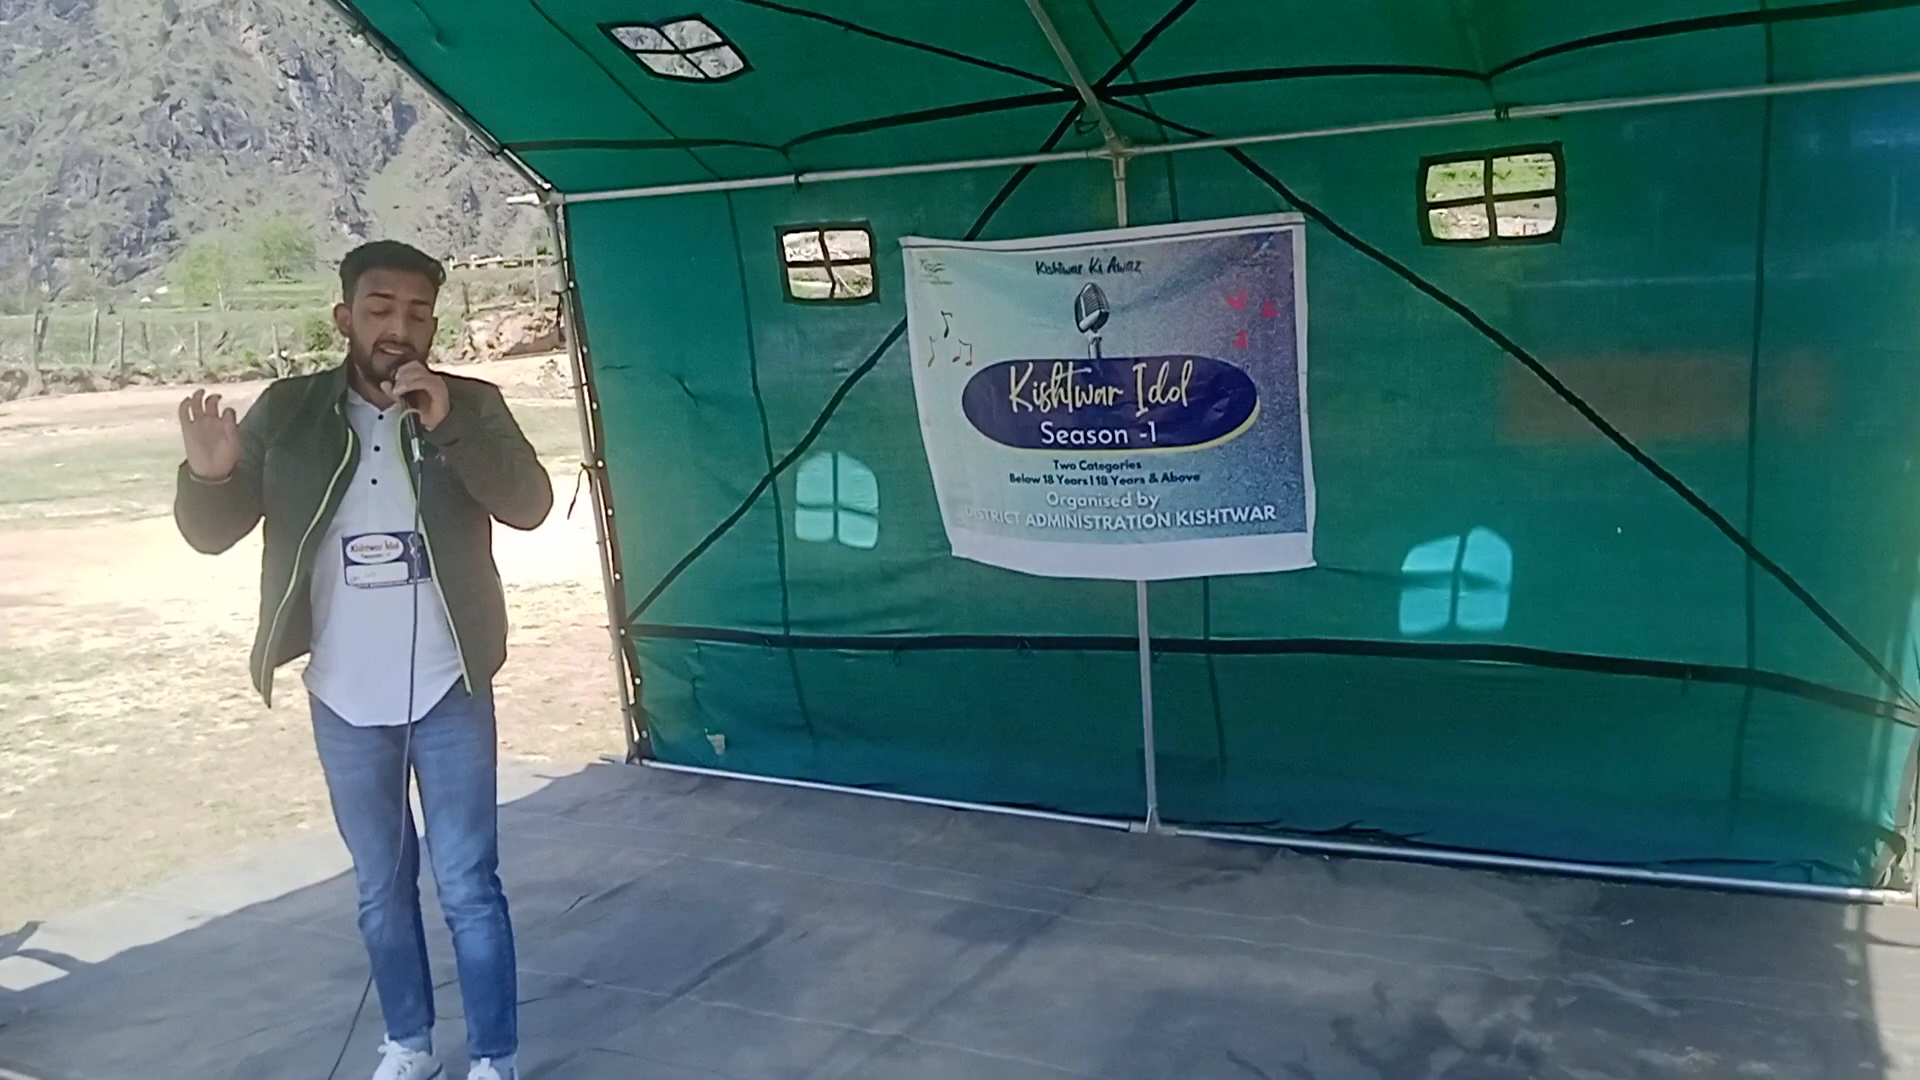 Kishtwar Ki Awaz
Kishtwar Idol
Season -1
Two Categories
Below 18 Years | 18 Years & Above
Organised by
DISTRICT ADMINISTRATION KISHTWAR
Kishtwar Idol